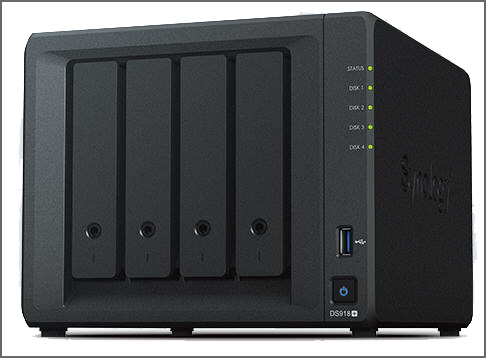 STATUS
DISK 1
DISK 2
DISK 3
DISK 4
Synology
DS918+